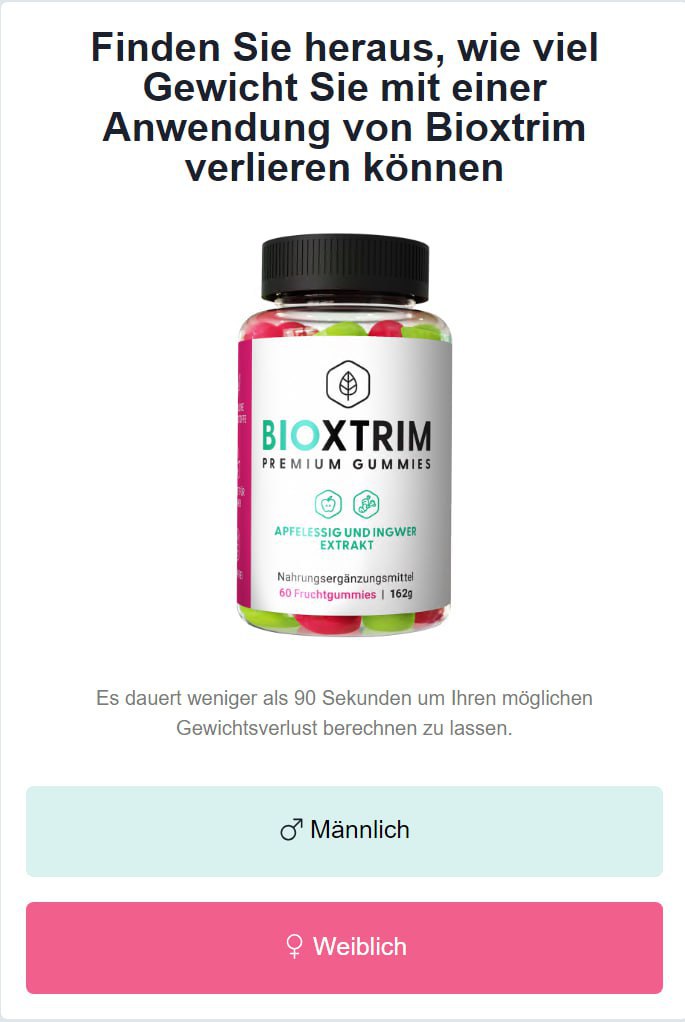 Finden Sie heraus, wie viel
Gewicht Sie mit einer
Anwendung von Bioxtrim
verlieren können
BIOXTRIM
PREMIUM GUMMIES
APFELESSIG UND INGWER
EXTRAKT
Nahrungsergänzungsmittel
60 Fruchtgummies | 162g
Es dauert weniger als 90 Sekunden um Ihren möglichen
Gewichtsverlust berechnen zu lassen.
Männlich
Weiblich